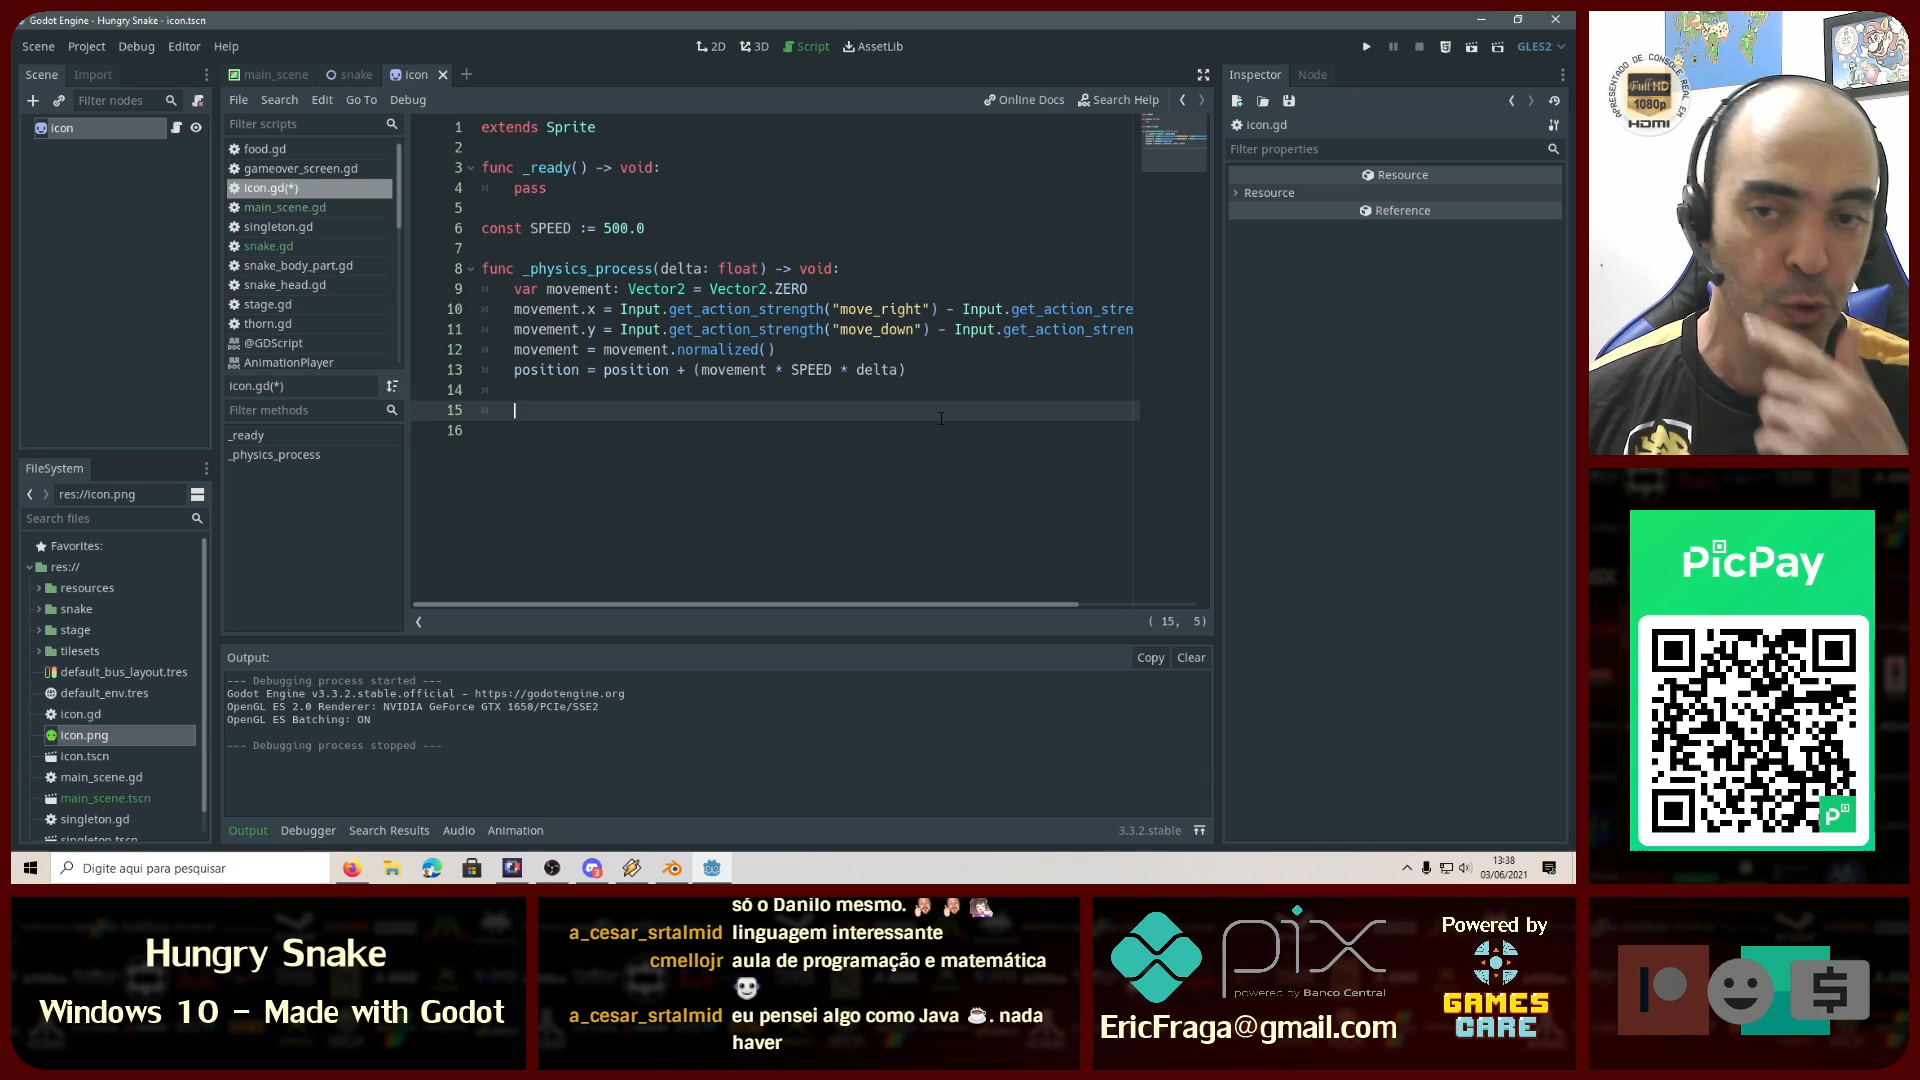 Godot Engine - Hungry Snake - icon.tscn
Scene Project Debug Editor Help
2D 3D Script AssetLib
GLES2
Scene Import
main_scene snake icon
Inspector Node
Filter nodes
File Search Edit Go To Debug
Online Docs Search Help
icon
Filter scripts
food.gd
gameover_screen.gd
icon.gd(*)
main_scene.gd
singleton.gd
snake.gd
snake_body_part.gd
snake_head.gd
stage.gd
thorn.gd
@GDScript
AnimationPlayer
icon.gd(*)
Filter methods
_ready
_physics_process
1 extends Sprite
2
3 func _ready() -> void:
4 pass
5
6 const SPEED := 500.0
7
8 func _physics_process(delta: float) -> void:
9 var movement: Vector2 = Vector2.ZERO
10 movement.x = Input.get_action_strength("move_right") - Input.get_action_stre
11 movement.y = Input.get_action_strength("move_down") - Input.get_action_stren
12 movement = movement.normalized()
13 position = position + (movement * SPEED * delta)
14
15
16
( 15, 5)
icon.gd
Filter properties
Resource
Resource
Reference
FileSystem
res://icon.png
Search files
Favorites:
res://
resources
snake
stage
tilesets
default_bus_layout.tres
default_env.tres
icon.gd
icon.png
icon.tscn
main_scene.gd
main_scene.tscn
singleton.gd
singleton.tscn
Output:
Copy Clear
--- Debugging process started ---
Godot Engine v3.3.2.stable.official - https://godotengine.org
OpenGL ES 2.0 Renderer: NVIDIA GeForce GTX 1650/PCIe/SSE2
OpenGL ES Batching: ON
--- Debugging process stopped ---
Output Debugger Search Results Audio Animation
3.3.2.stable
Digite aqui para pesquisar
13:38
03/06/2021
APRESENTADO DE CONSOLE REAL EM
Full HD
1080p
HDMI
PicPay
Hungry Snake
Windows 10 - Made with Godot
só o Danilo mesmo.
a_cesar_srtalmid linguagem interessante
cmellojr aula de programação e matemática
a_cesar_srtalmid eu pensei algo como Java ☕. nada
haver
pix
powered by Banco Central
EricFraga@gmail.com
Powered by
GAMES
CARE